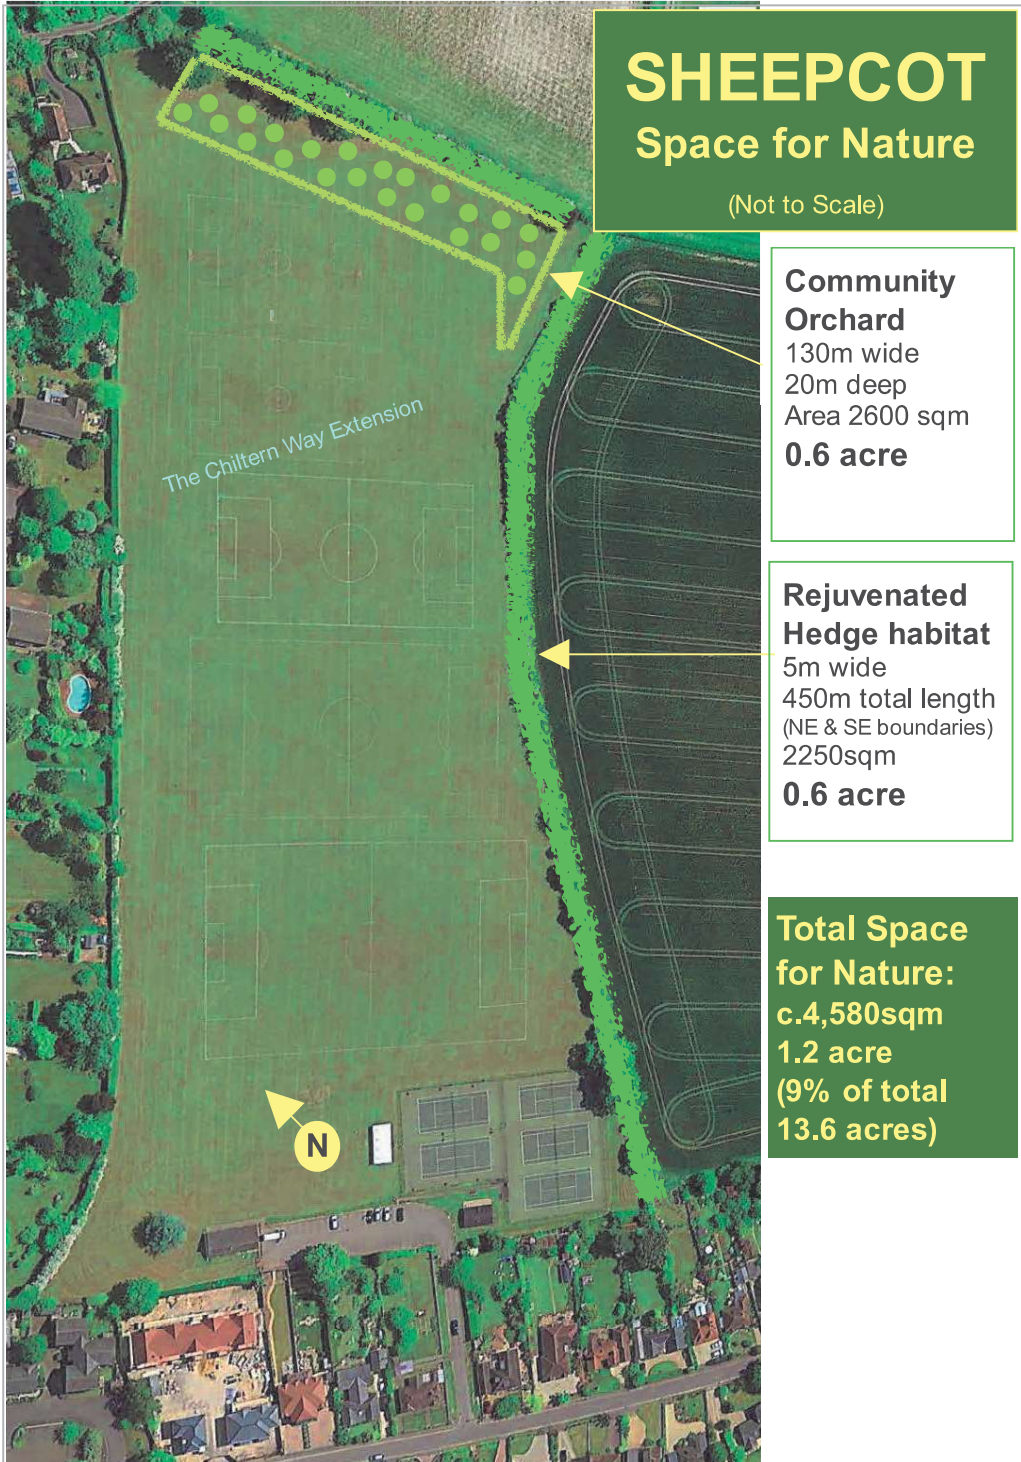 SHEEPCOT
Space for Nature
(Not to Scale)
Community
Orchard
130m wide
20m deep
Area 2600 sqm
0.6 acre
The Chiltern Way Extension
Rejuvenated
Hedge habitat
5m wide
450m total length
(NE & SE boundaries)
2250sqm
0.6 acre
Total Space
for Nature:
c.4,580sqm
1.2 acre
(9% of total
13.6 acres)
N